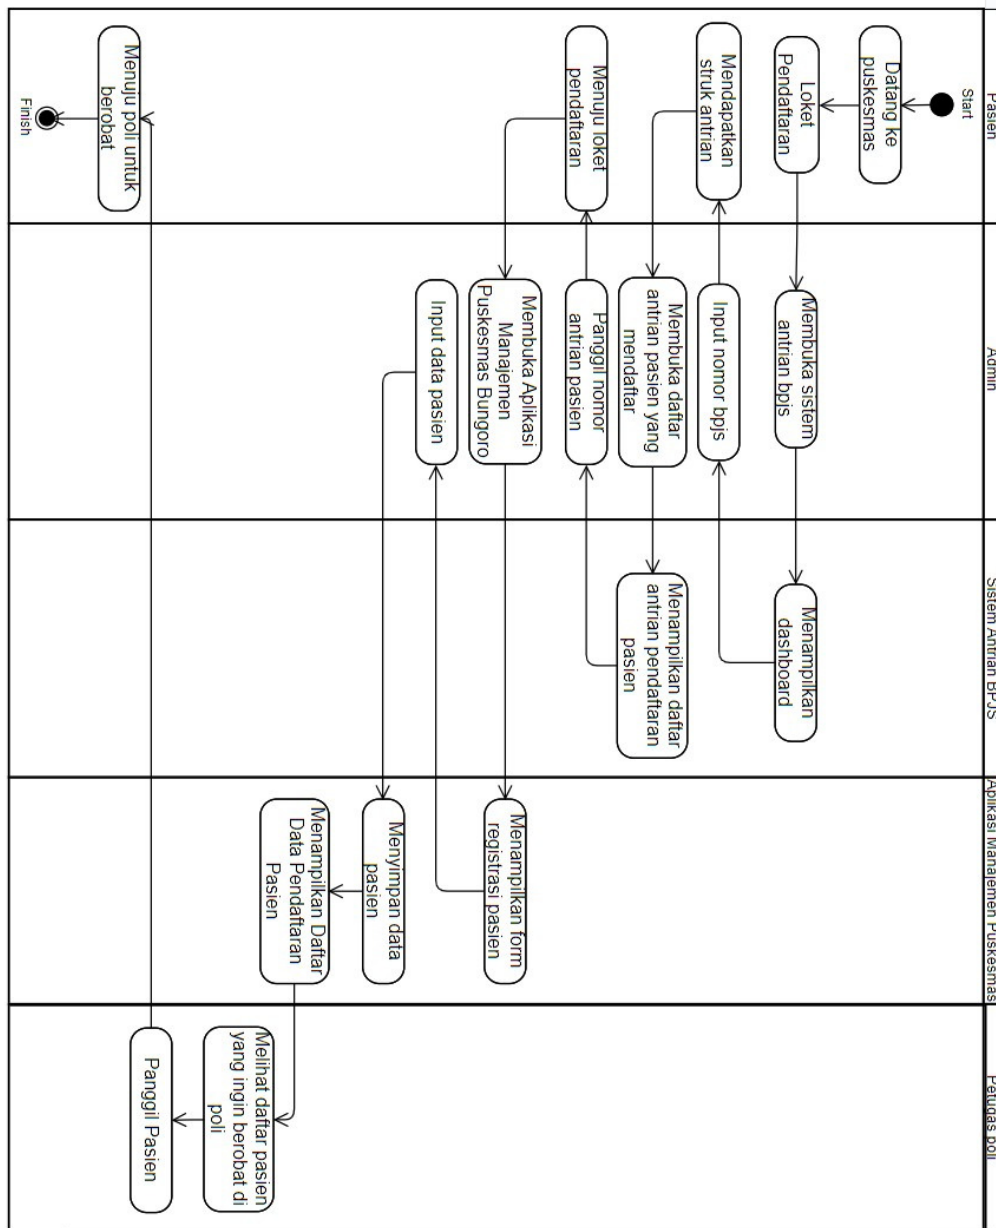 Pasien
Admin
Sistem Antrian BPJS
Aplikasi Manajemen Puskesmas
Petugas poli
Start
Datang ke
puskesmas
Loket
Pendaftaran
Membuka sistem
antrian bpjs
Menampilkan
dashboard
Input nomor bpjs
Mendapatkan
struk antrian
Membuka daftar
antrian pasien yang
mendaftar
Menampilkan daftar
antrian pendaftaran
pasien
Panggil nomor
antrian pasien
Menuju loket
pendaftaran
Membuka Aplikasi
Manajemen
Puskesmas Bungoro
Menampilkan form
registrasi pasien
Input data pasien
Menyimpan data
pasien
Menampilkan Daftar
Data Pendaftaran
Pasien
Melihat daftar pasien
yang ingin berobat di
poli
Panggil Pasien
Menuju poli untuk
berobat
Finish